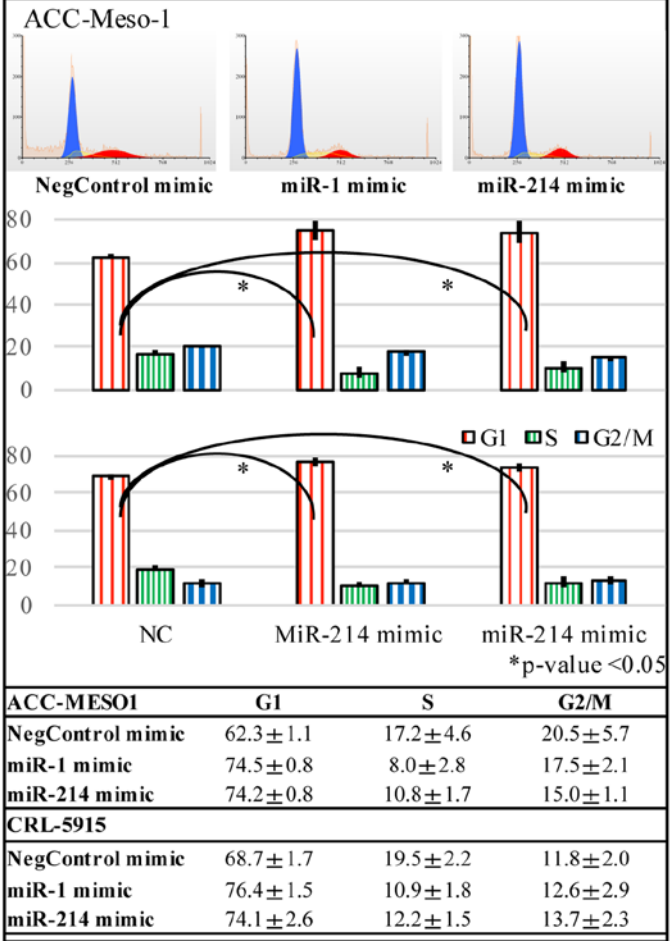 ACC-Meso-1
NegControl mimic miR-1 mimic miR-214 mimic
80
60
40
20
0
G1 S G2/M
80
60
40
20
0
* *
* *
NC MiR-214 mimic miR-214 mimic
*p-value <0.05
ACC-MESO1 G1 S G2/M
NegControl mimic 62.3±1.1 17.2±4.6 20.5±5.7
miR-1 mimic 74.5±0.8 8.0±2.8 17.5±2.1
miR-214 mimic 74.2±0.8 10.8±1.7 15.0±1.1
CRL-5915
NegControl mimic 68.7±1.7 19.5±2.2 11.8±2.0
miR-1 mimic 76.4±1.5 10.9±1.8 12.6±2.9
miR-214 mimic 74.1±2.6 12.2±1.5 13.7±2.3